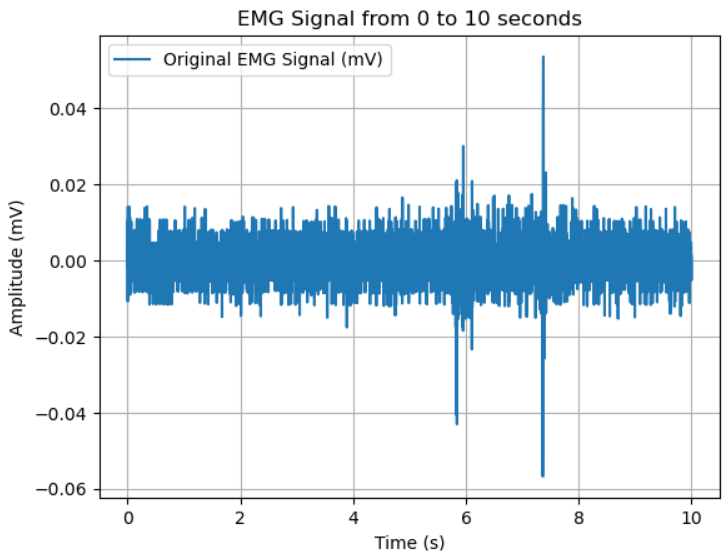 EMG Signal from 0 to 10 seconds
Original EMG Signal (mV)
Amplitude (mV)
0.04
0.02
0.00
−0.02
−0.04
−0.06
0 2 4 6 8 10
Time (s)